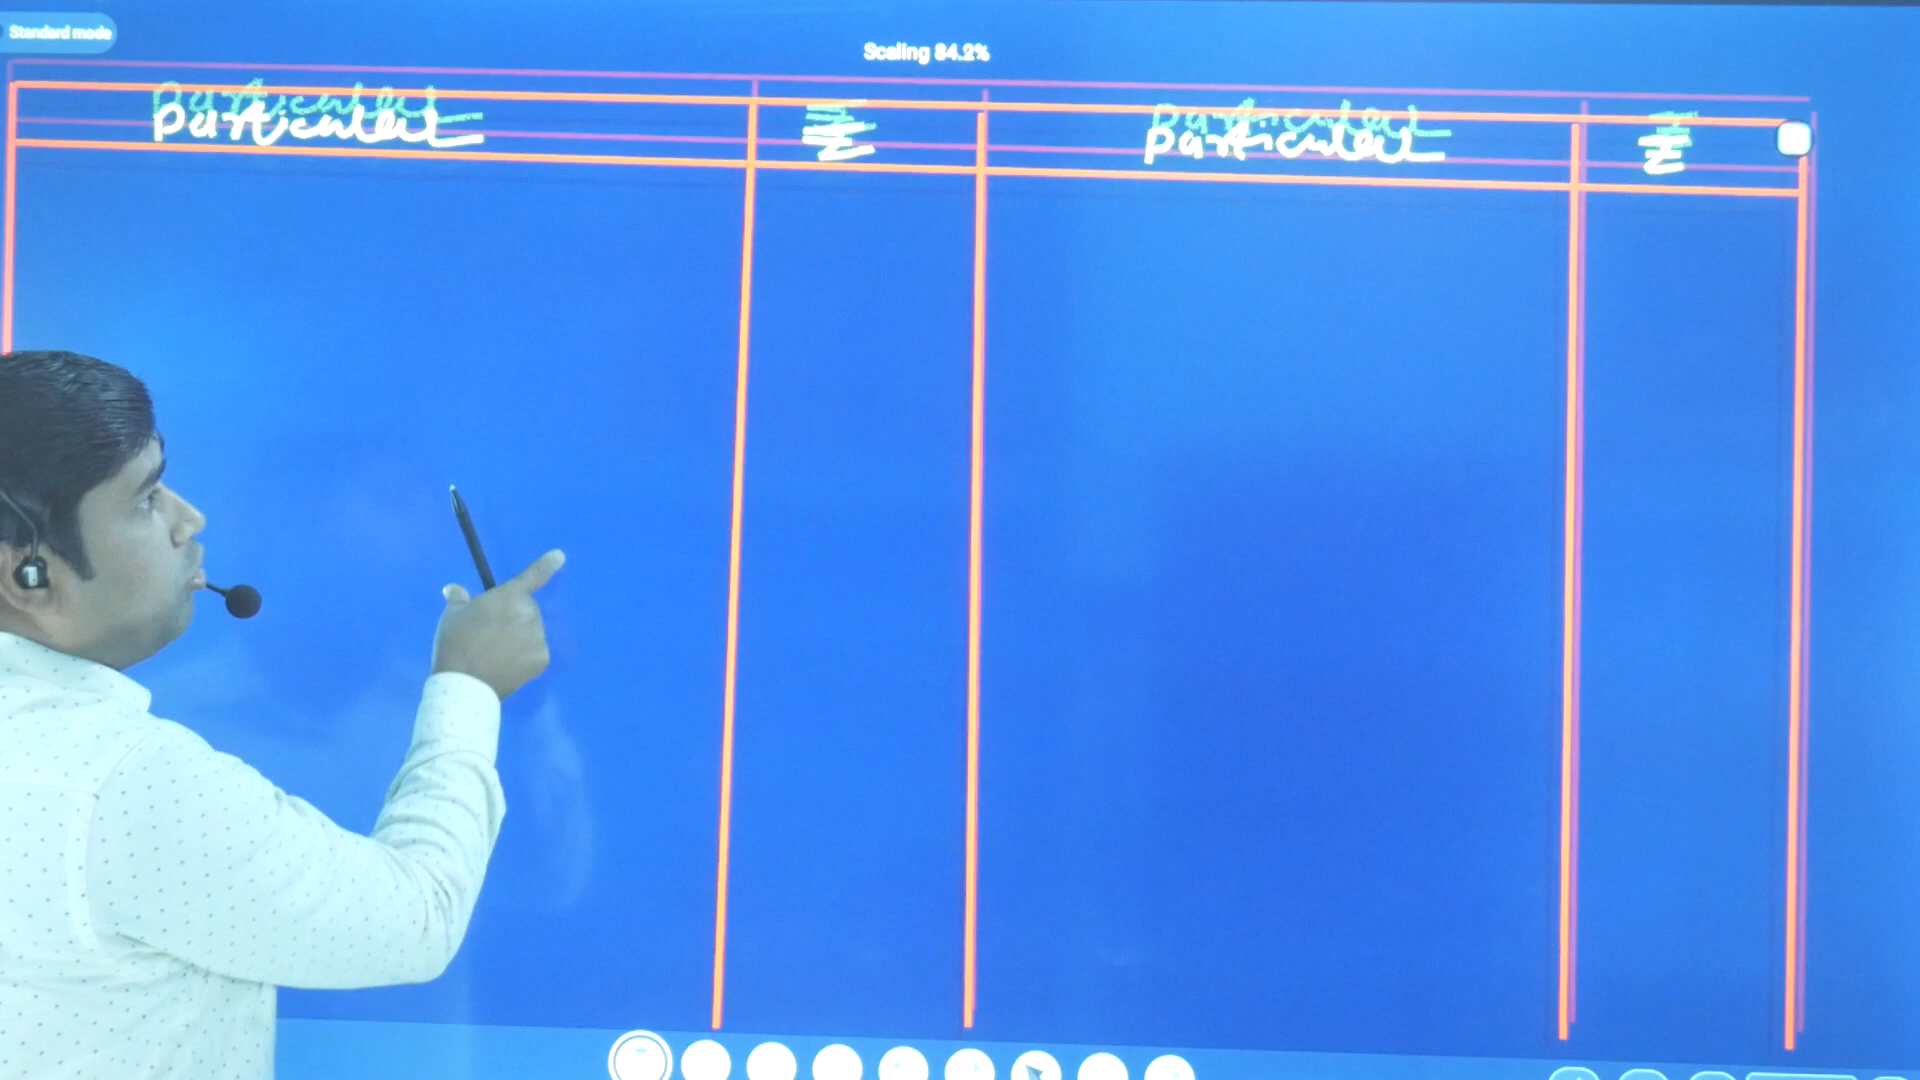 Standard mode
Scaling 84.2%
Particular ₹ Particular ₹